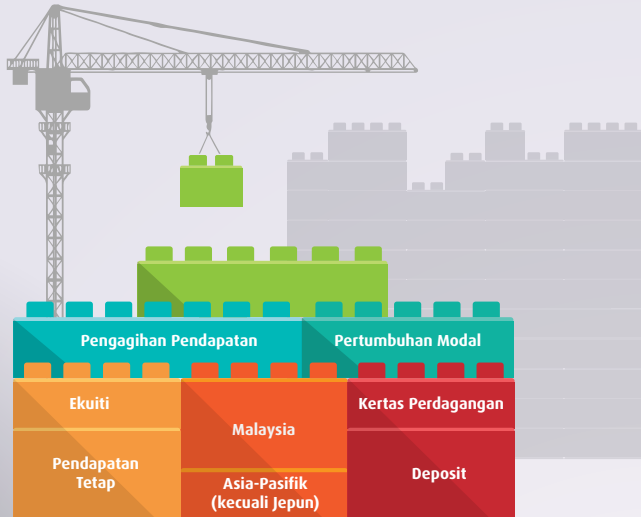 Pengagihan Pendapatan
Pertumbuhan Modal
Ekuiti
Pendapatan
Tetap
Malaysia
Asia-Pasifik
(kecuali Jepun)
Kertas Perdagangan
Deposit